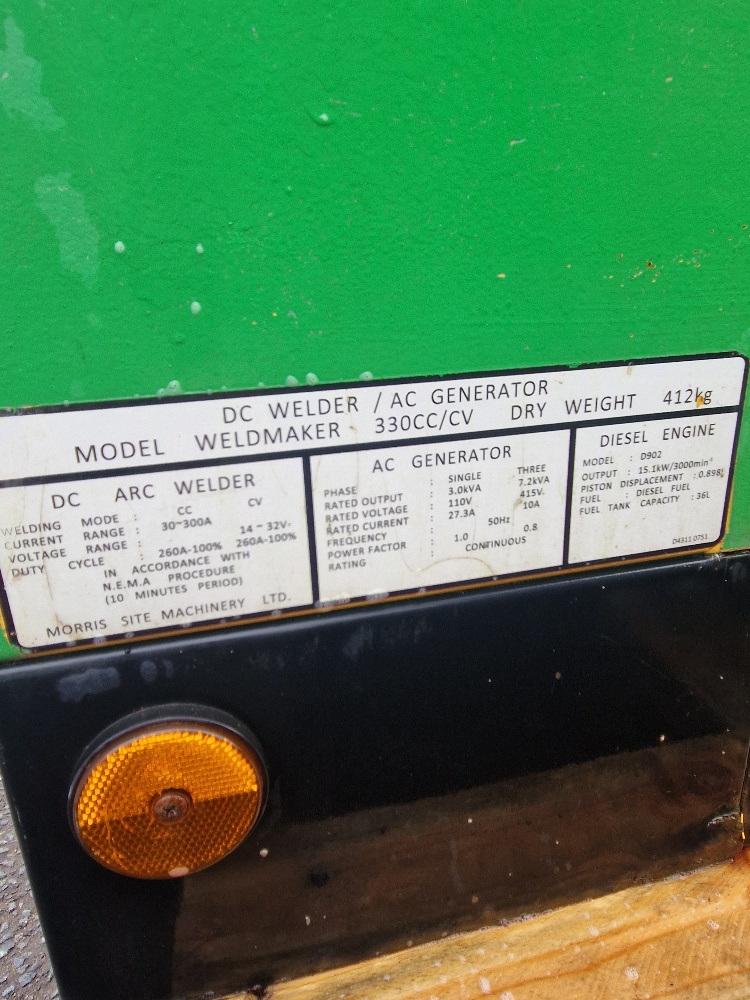 DC WELDER / AC GENERATOR
MODEL WELDMAKER 330CC/CV DRY WEIGHT 412kg
DC ARC WELDER
WELDING MODE : CC CV
CURRENT RANGE : 30~300A
VOLTAGE RANGE : 14 ~ 32V-
DUTY CYCLE : 260A-100% 260A-100%
IN ACCORDANCE WITH
N.E.M.A PROCEDURE
(10 MINUTES PERIOD)
MORRIS SITE MACHINERY LTD.
AC GENERATOR
PHASE : SINGLE THREE
RATED OUTPUT : 3.0kVA 7.2kVA
RATED VOLTAGE : 110V 415V.
RATED CURRENT : 27.3A 10A
FREQUENCY : 50Hz
POWER FACTOR : 1.0 0.8
RATING : CONTINUOUS
DIESEL ENGINE
MODEL : D902
OUTPUT : 15.1kW/3000min⁻¹
PISTON DISPLACEMENT : 0.898L
FUEL : DIESEL FUEL
FUEL TANK CAPACITY : 36L
D4311 0751